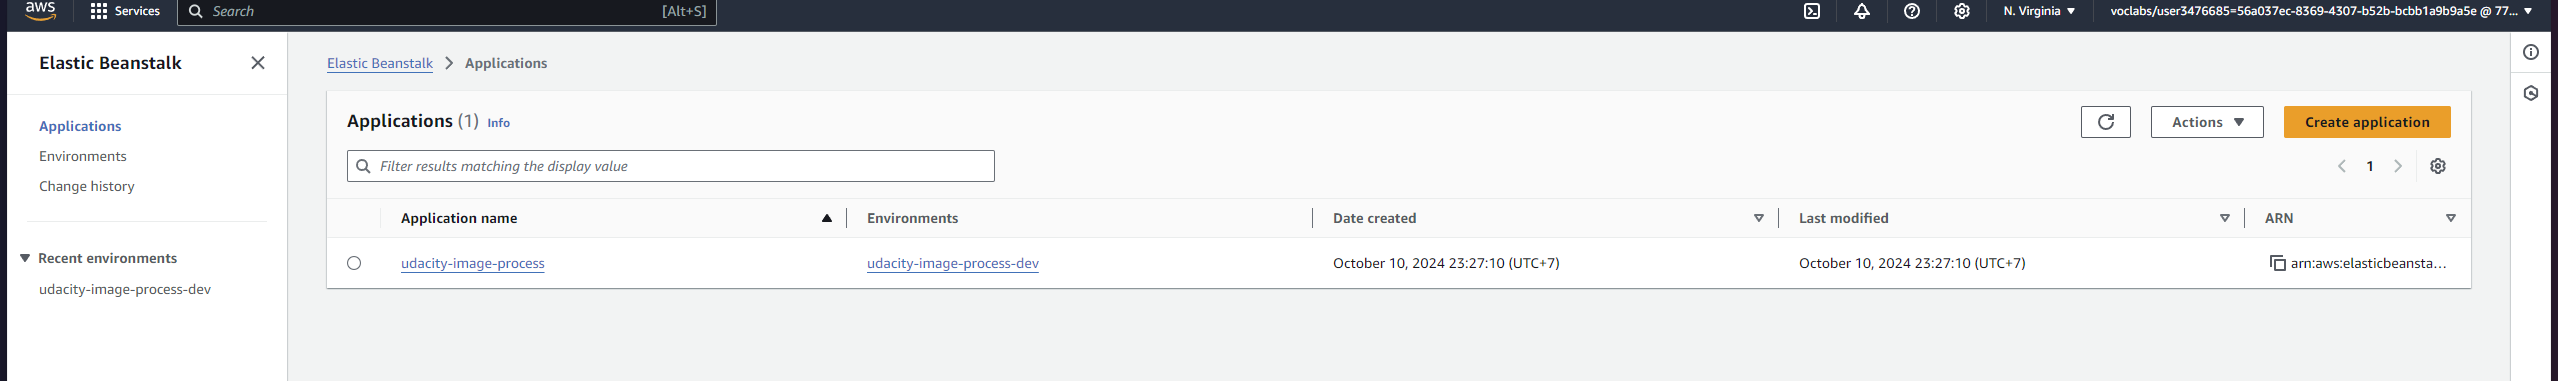 aws
Services
Search
[Alt+S]
N. Virginia
voclabs/user3476685=56a037ec-8369-4307-b52b-bcbb1a9b9a5e @ 77...
Elastic Beanstalk
Applications
Environments
Change history
Recent environments
udacity-image-process-dev
Elastic Beanstalk
Applications
Applications (1) Info
Actions
Create application
Filter results matching the display value
1
Application name
Environments
Date created
Last modified
ARN
udacity-image-process
udacity-image-process-dev
October 10, 2024 23:27:10 (UTC+7)
October 10, 2024 23:27:10 (UTC+7)
arn:aws:elasticbeansta...